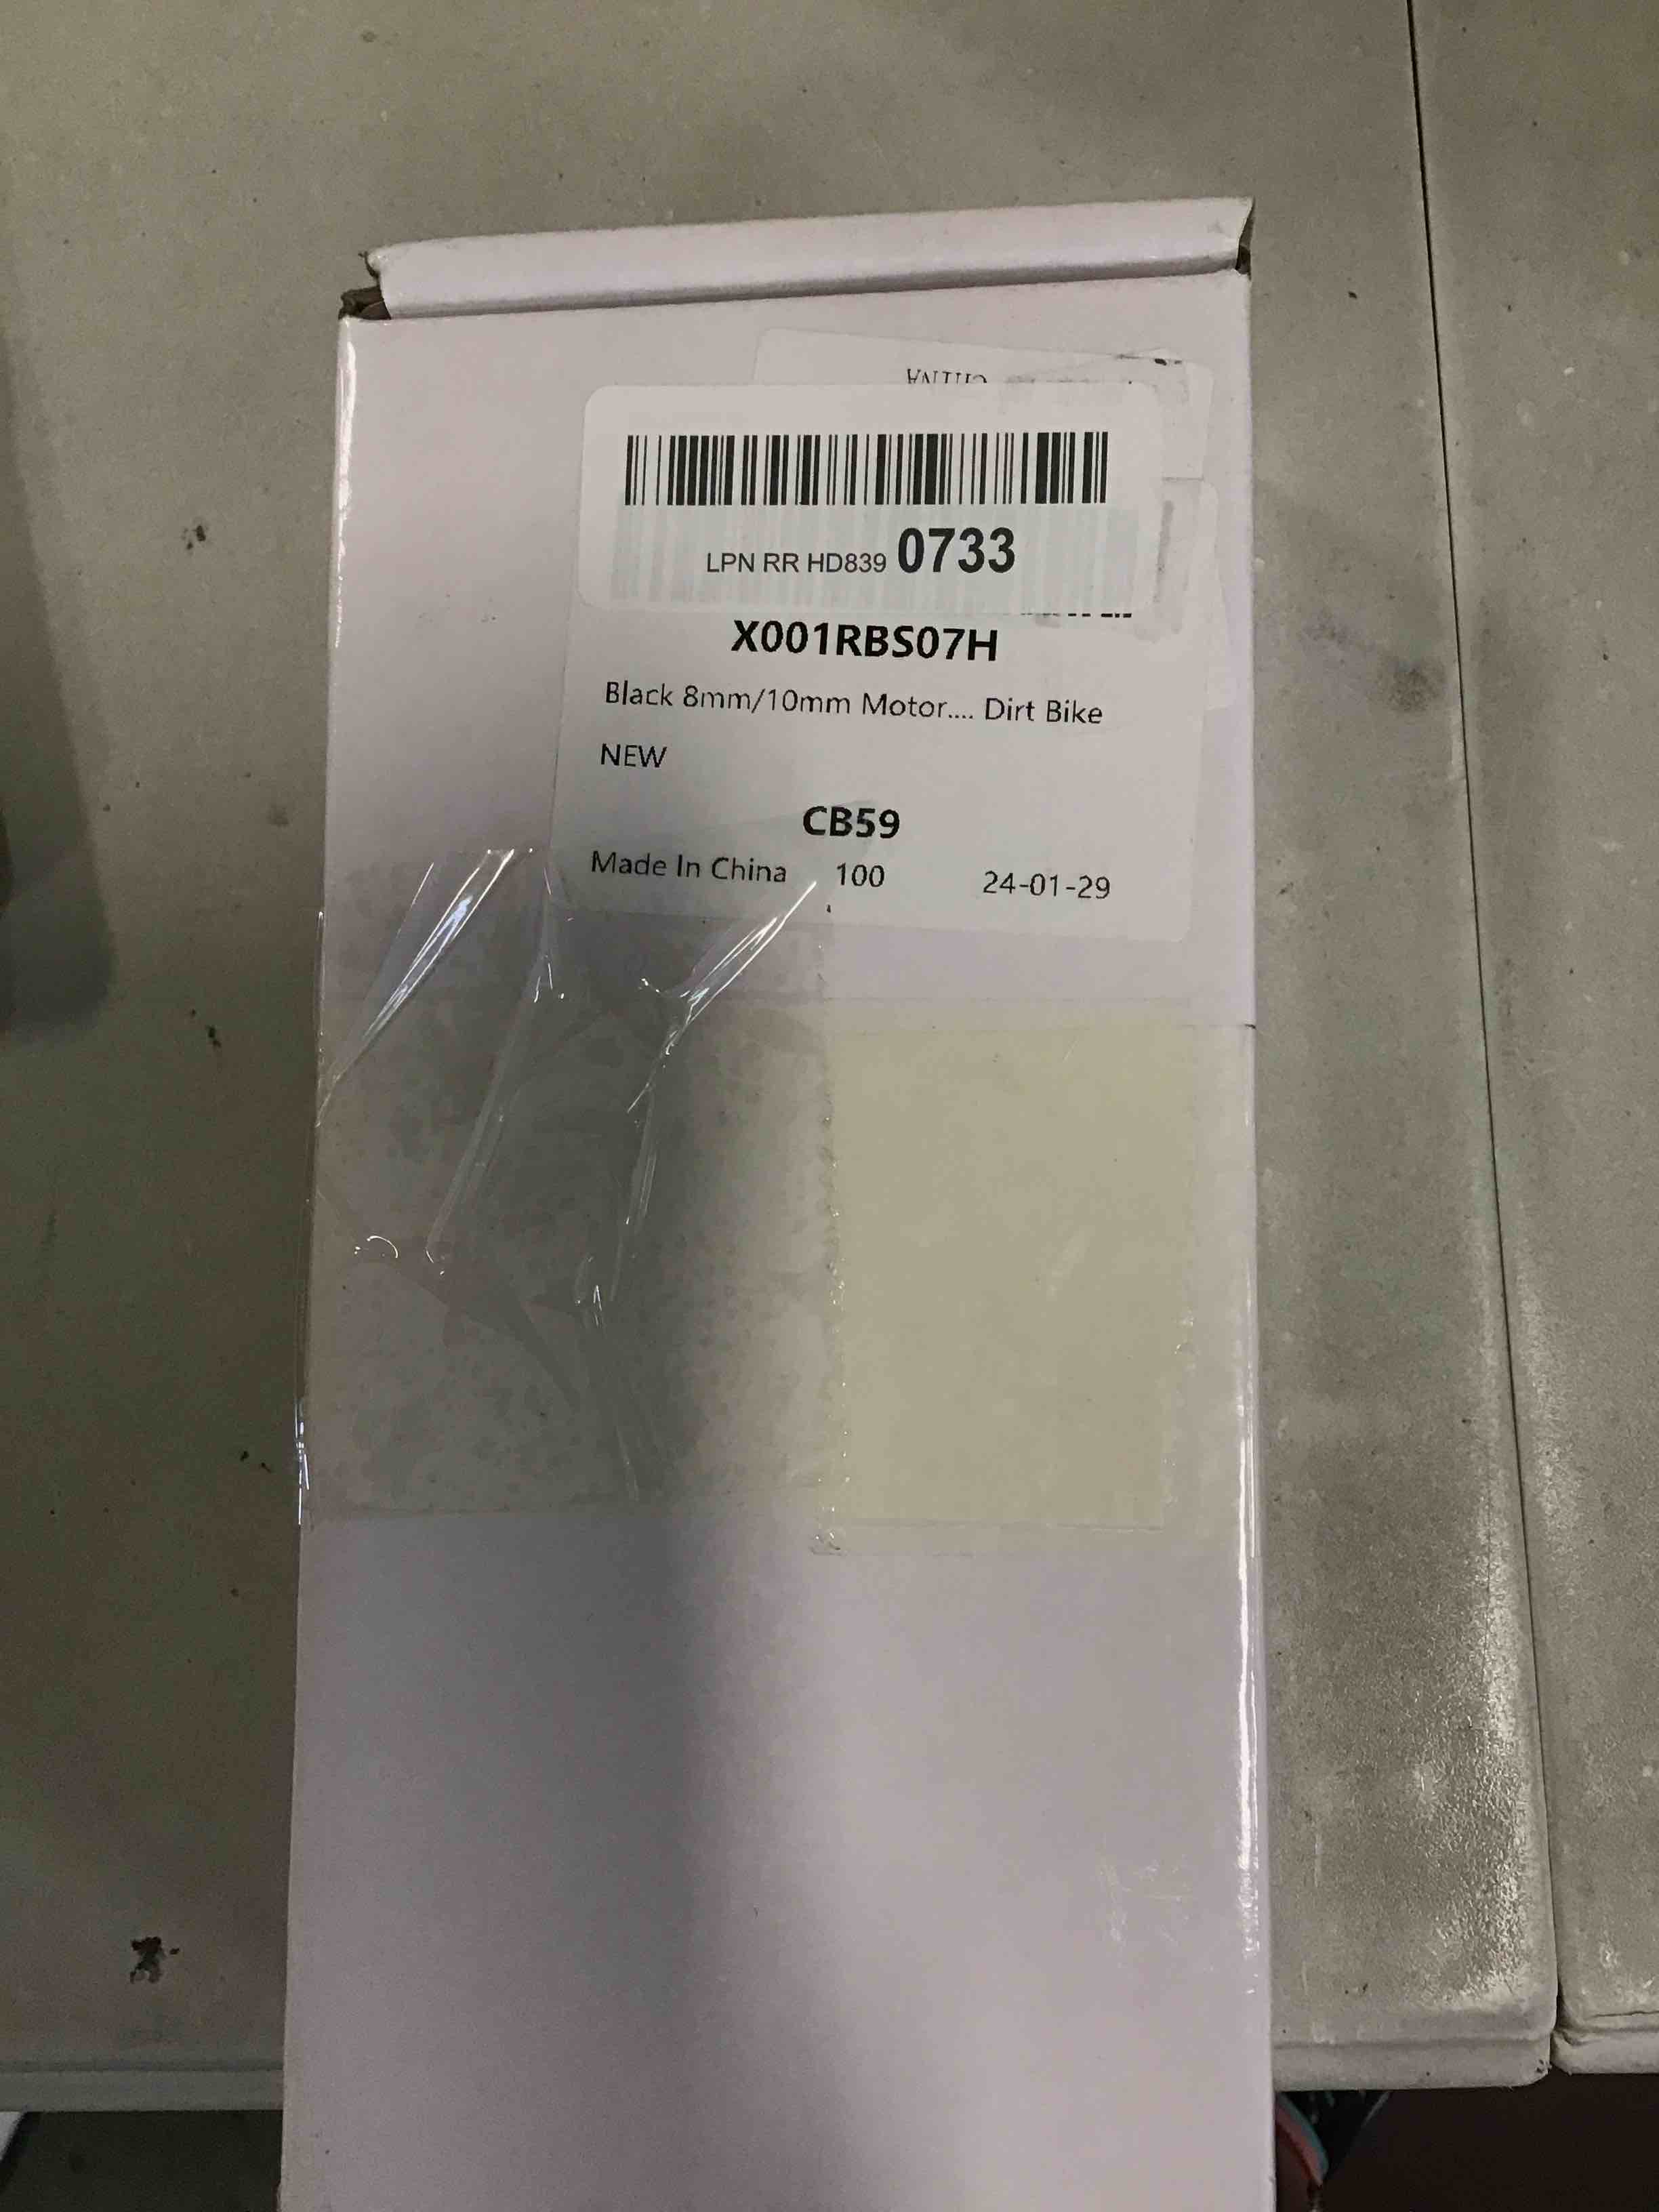 CHINA
LPN RR HD839 0733
X001RBS07H
Black 8mm/10mm Motor.... Dirt Bike
NEW
CB59
Made In China 100 24-01-29